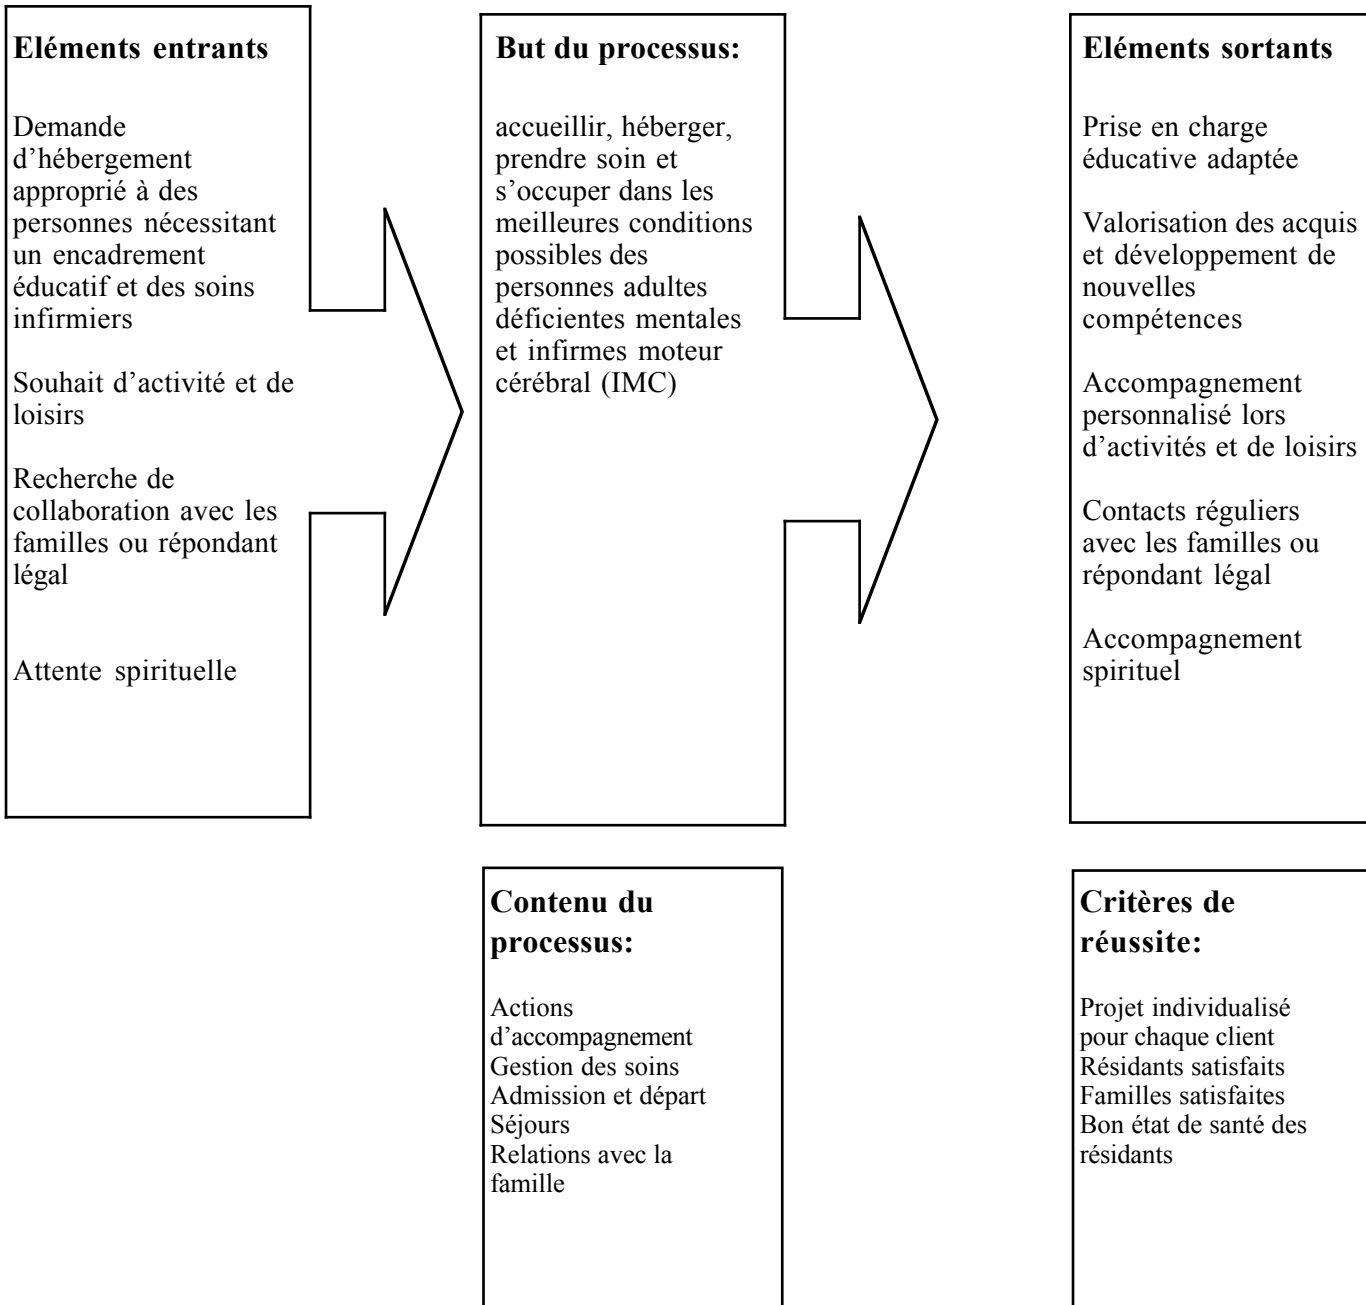 Eléments entrants
Demande
d’hébergement
approprié à des
personnes nécessitant
un encadrement
éducatif et des soins
infirmiers
Souhait d’activité et de
loisirs
Recherche de
collaboration avec les
familles ou répondant
légal
Attente spirituelle
But du processus:
accueillir, héberger,
prendre soin et
s’occuper dans les
meilleures conditions
possibles des
personnes adultes
déficientes mentales
et infirmes moteur
cérébral (IMC)
Eléments sortants
Prise en charge
éducative adaptée
Valorisation des acquis
et développement de
nouvelles
compétences
Accompagnement
personnalisé lors
d’activités et de loisirs
Contacts réguliers
avec les familles ou
répondant légal
Accompagnement
spirituel
Contenu du
processus:
Actions
d’accompagnement
Gestion des soins
Admission et départ
Séjours
Relations avec la
famille
Critères de
réussite:
Projet individualisé
pour chaque client
Résidants satisfaits
Familles satisfaites
Bon état de santé des
résidants